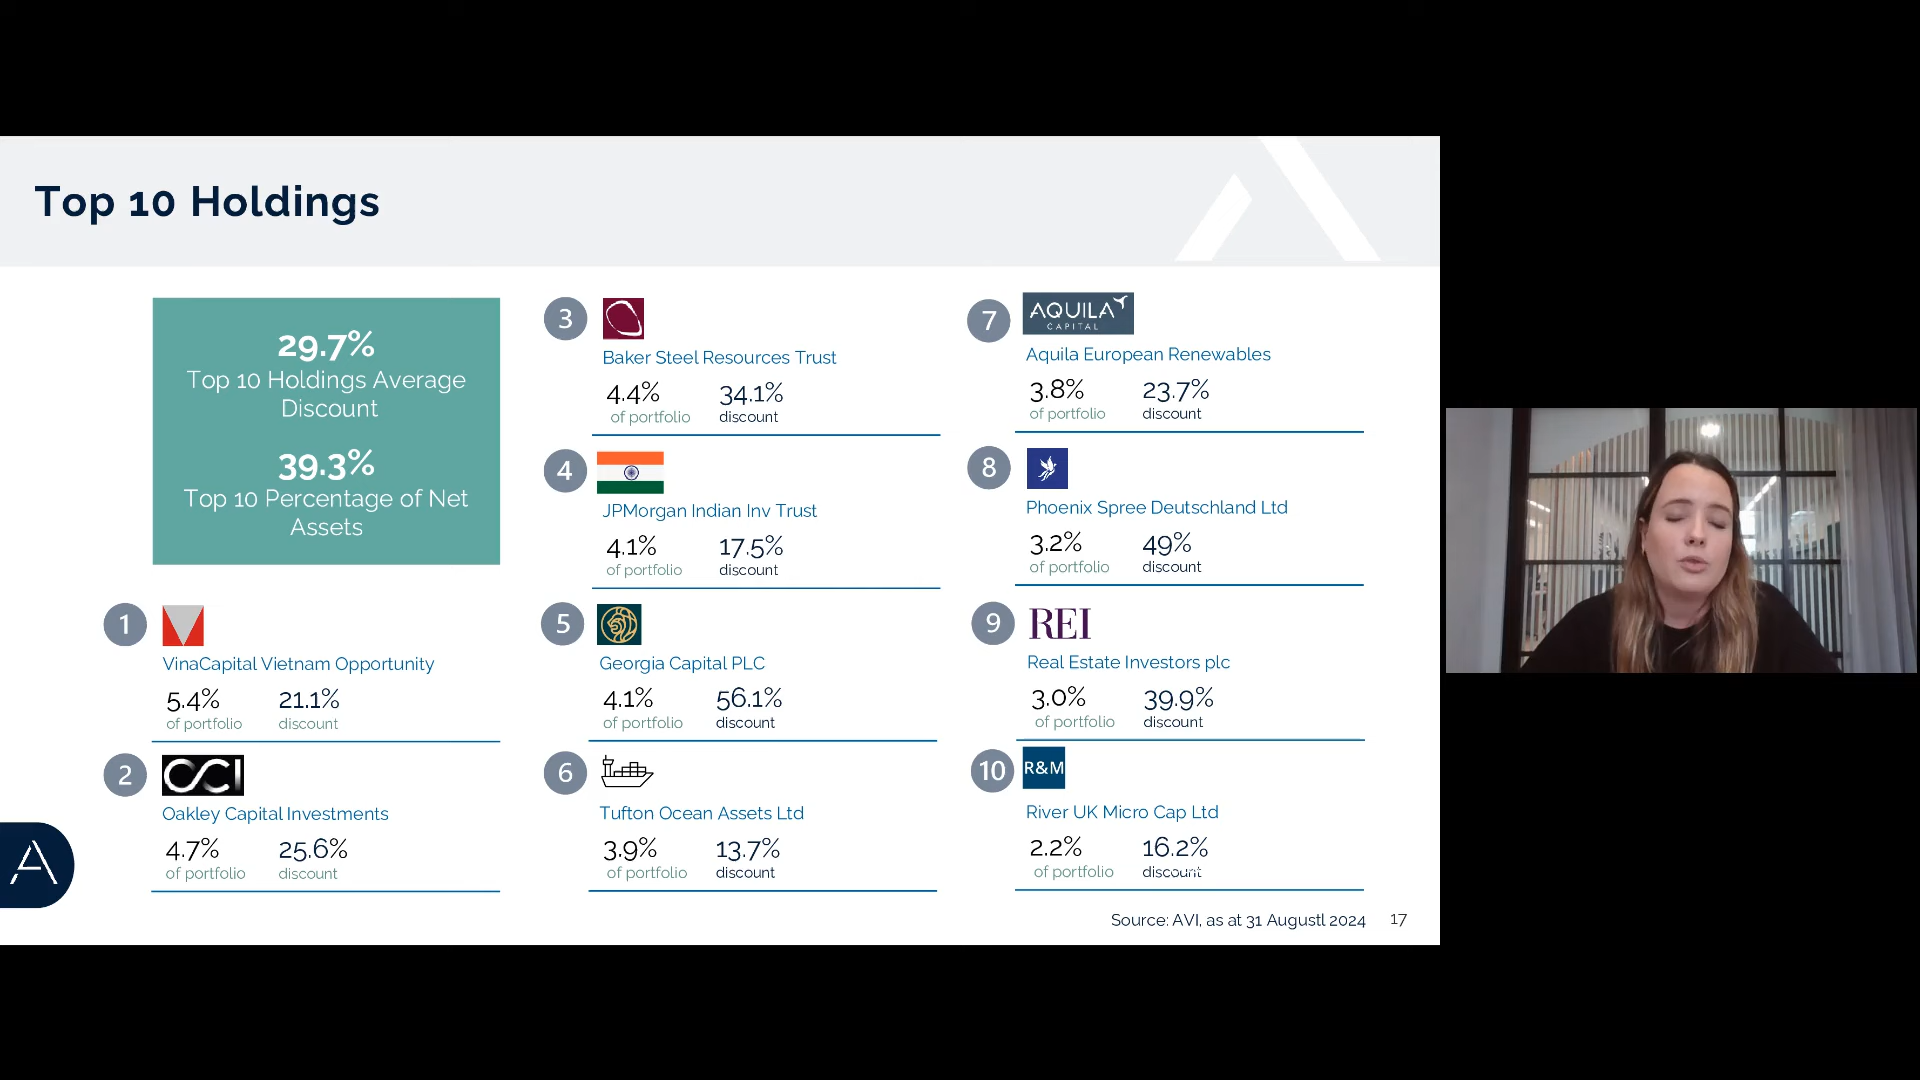 Top 10 Holdings
29.7%
Top 10 Holdings Average
Discount
39.3%
Top 10 Percentage of Net
Assets
1
VinaCapital Vietnam Opportunity
5.4% 21.1%
of portfolio discount
2
OCI
Oakley Capital Investments
4.7% 25.6%
of portfolio discount
3
Baker Steel Resources Trust
4.4% 34.1%
of portfolio discount
4
JPMorgan Indian Inv Trust
4.1% 17.5%
of portfolio discount
5
Georgia Capital PLC
4.1% 56.1%
of portfolio discount
6
Tufton Ocean Assets Ltd
3.9% 13.7%
of portfolio discount
7
AQUILA
CAPITAL
Aquila European Renewables
3.8% 23.7%
of portfolio discount
8
Phoenix Spree Deutschland Ltd
3.2% 49%
of portfolio discount
9
REI
Real Estate Investors plc
3.0% 39.9%
of portfolio discount
10
R&M
River UK Micro Cap Ltd
2.2% 16.2%
of portfolio discount
Source: AVI, as at 31 Augustl 2024 17